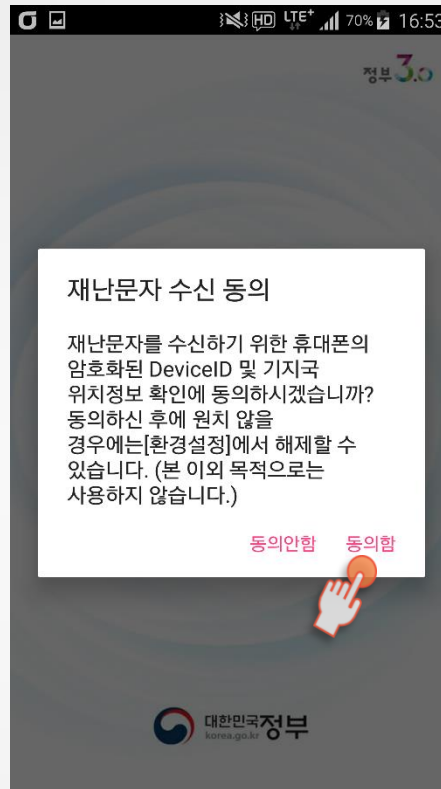 HD LTE+ 70% 16:53
정부3.0
재난문자 수신 동의
재난문자를 수신하기 위한 휴대폰의
암호화된 DeviceID 및 기지국
위치정보 확인에 동의하시겠습니까?
동의하신 후에 원치 않을
경우에는[환경설정]에서 해제할 수
있습니다. (본 이외 목적으로는
사용하지 않습니다.)
동의안함 동의함
대한민국정부
korea.go.kr